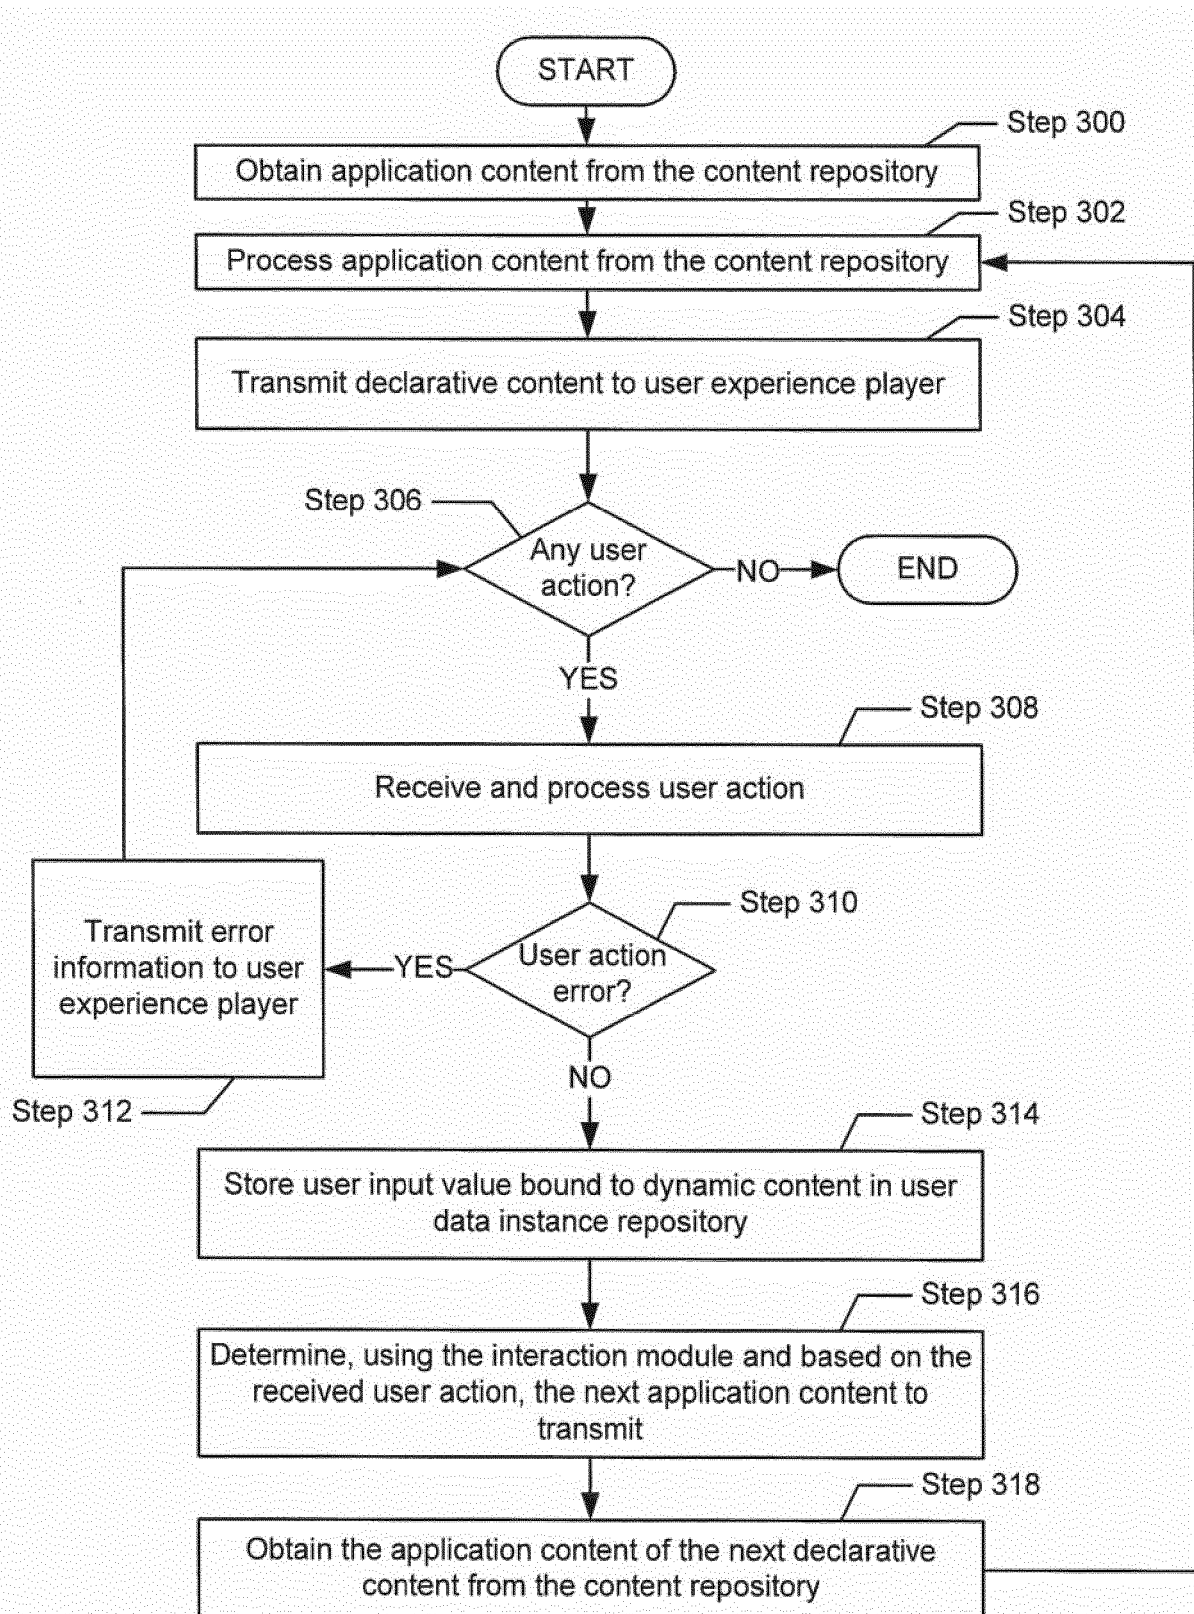 START
Step 300
Obtain application content from the content repository
Step 302
Process application content from the content repository
Step 304
Transmit declarative content to user experience player
Step 306
Any user
action?
NO
END
YES
Step 308
Receive and process user action
Step 310
User action
error?
YES
Transmit error
information to user
experience player
Step 312
NO
Step 314
Store user input value bound to dynamic content in user
data instance repository
Step 316
Determine, using the interaction module and based on the
received user action, the next application content to
transmit
Step 318
Obtain the application content of the next declarative
content from the content repository